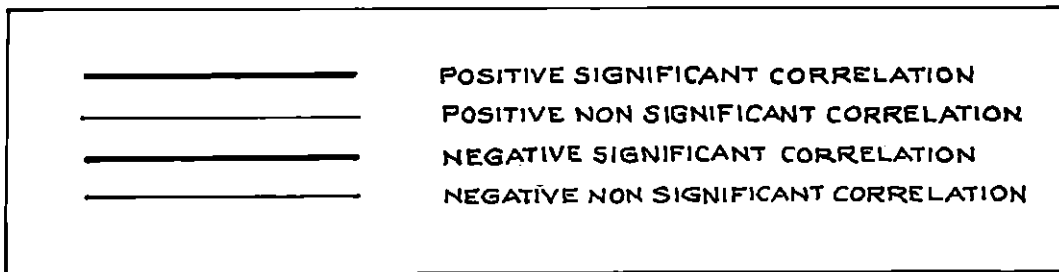 POSITIVE SIGNIFICANT CORRELATION
POSITIVE NON SIGNIFICANT CORRELATION
NEGATIVE SIGNIFICANT CORRELATION
NEGATIVE NON SIGNIFICANT CORRELATION